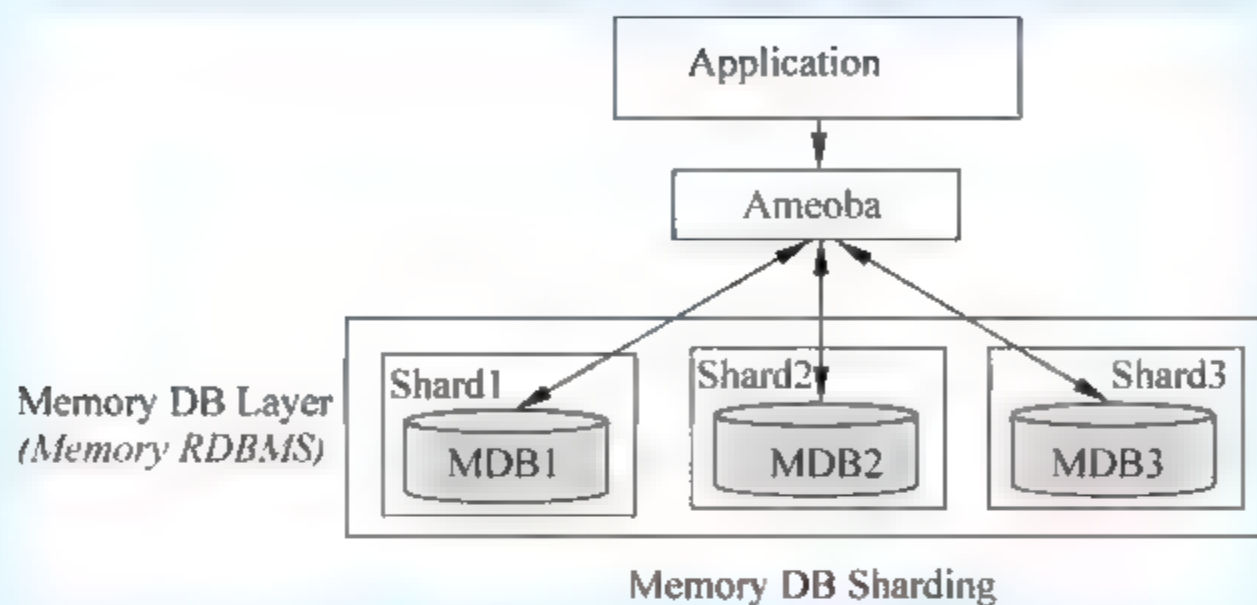 Application
Ameoba
Shard1
Shard2
Shard3
Memory DB Layer
(Memory RDBMS)
MDB1
MDB2
MDB3
Memory DB Sharding